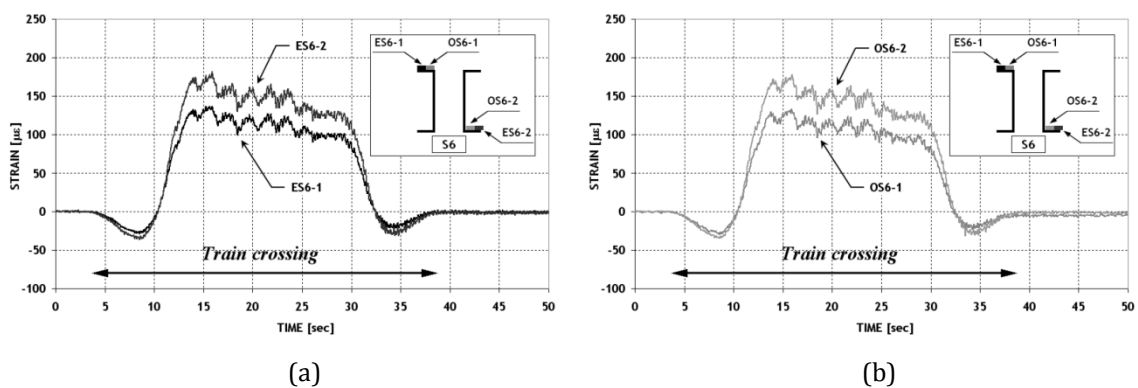 250
200
150
100
50
0
-50
-100
STRAIN [με]
ES6-2
ES6-1
ES6-1 OS6-1
OS6-2
ES6-2
S6
Train crossing
0 5 10 15 20 25 30 35 40 45 50
TIME [sec]
(a)
250
200
150
100
50
0
-50
-100
STRAIN [με]
OS6-2
OS6-1
ES6-1 OS6-1
OS6-2
ES6-2
S6
Train crossing
0 5 10 15 20 25 30 35 40 45 50
TIME [sec]
(b)